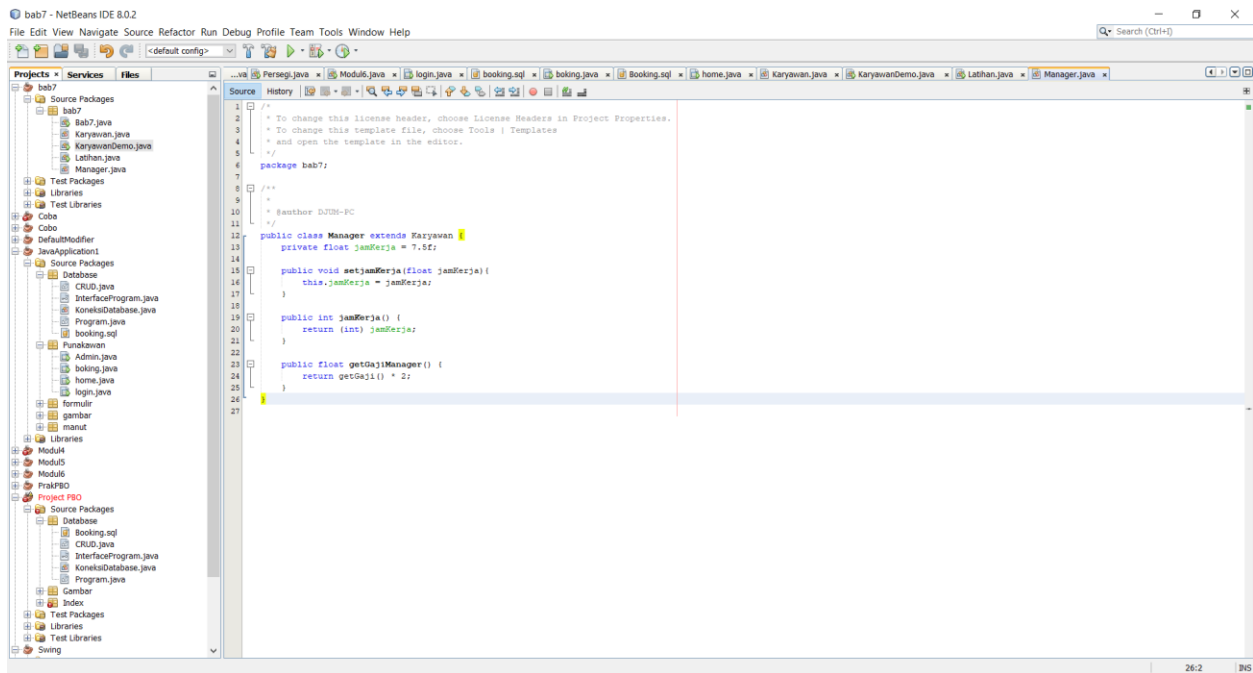 bab7 - NetBeans IDE 8.0.2
File Edit View Navigate Source Refactor Run Debug Profile Team Tools Window Help
Search (Ctrl+I)
<default config>
Projects Services Files
...va Persegi.java Modul6.java login.java booking.sql boking.java Booking.sql home.java Karyawan.java KaryawanDemo.java Latihan.java Manager.java
Source History
bab7
Source Packages
bab7
Bab7.java
Karyawan.java
KaryawanDemo.java
Latihan.java
Manager.java
Test Packages
Libraries
Test Libraries
Coba
Cobo
DefaultModifier
JavaApplication1
Source Packages
Database
CRUD.java
InterfaceProgram.java
KoneksiDatabase.java
Program.java
booking.sql
Punakawan
Admin.java
boking.java
home.java
login.java
formulir
gambar
manut
Libraries
Modul4
Modul5
Modul6
PrakPBO
Project PBO
Source Packages
Database
Booking.sql
CRUD.java
InterfaceProgram.java
KoneksiDatabase.java
Program.java
Gambar
Index
Test Packages
Libraries
Test Libraries
Swing
1 /*
2 * To change this license header, choose License Headers in Project Properties.
3 * To change this template file, choose Tools | Templates
4 * and open the template in the editor.
5 */
6 package bab7;
7
8 /**
9 *
10 * @author DJUM-PC
11 */
12 public class Manager extends Karyawan {
13 private float jamKerja = 7.5f;
14
15 public void setjamKerja(float jamKerja){
16 this.jamKerja = jamKerja;
17 }
18
19 public int jamKerja() {
20 return (int) jamKerja;
21 }
22
23 public float getGajiManager() {
24 return getGaji() * 2;
25 }
26 }
27
26:2 INS